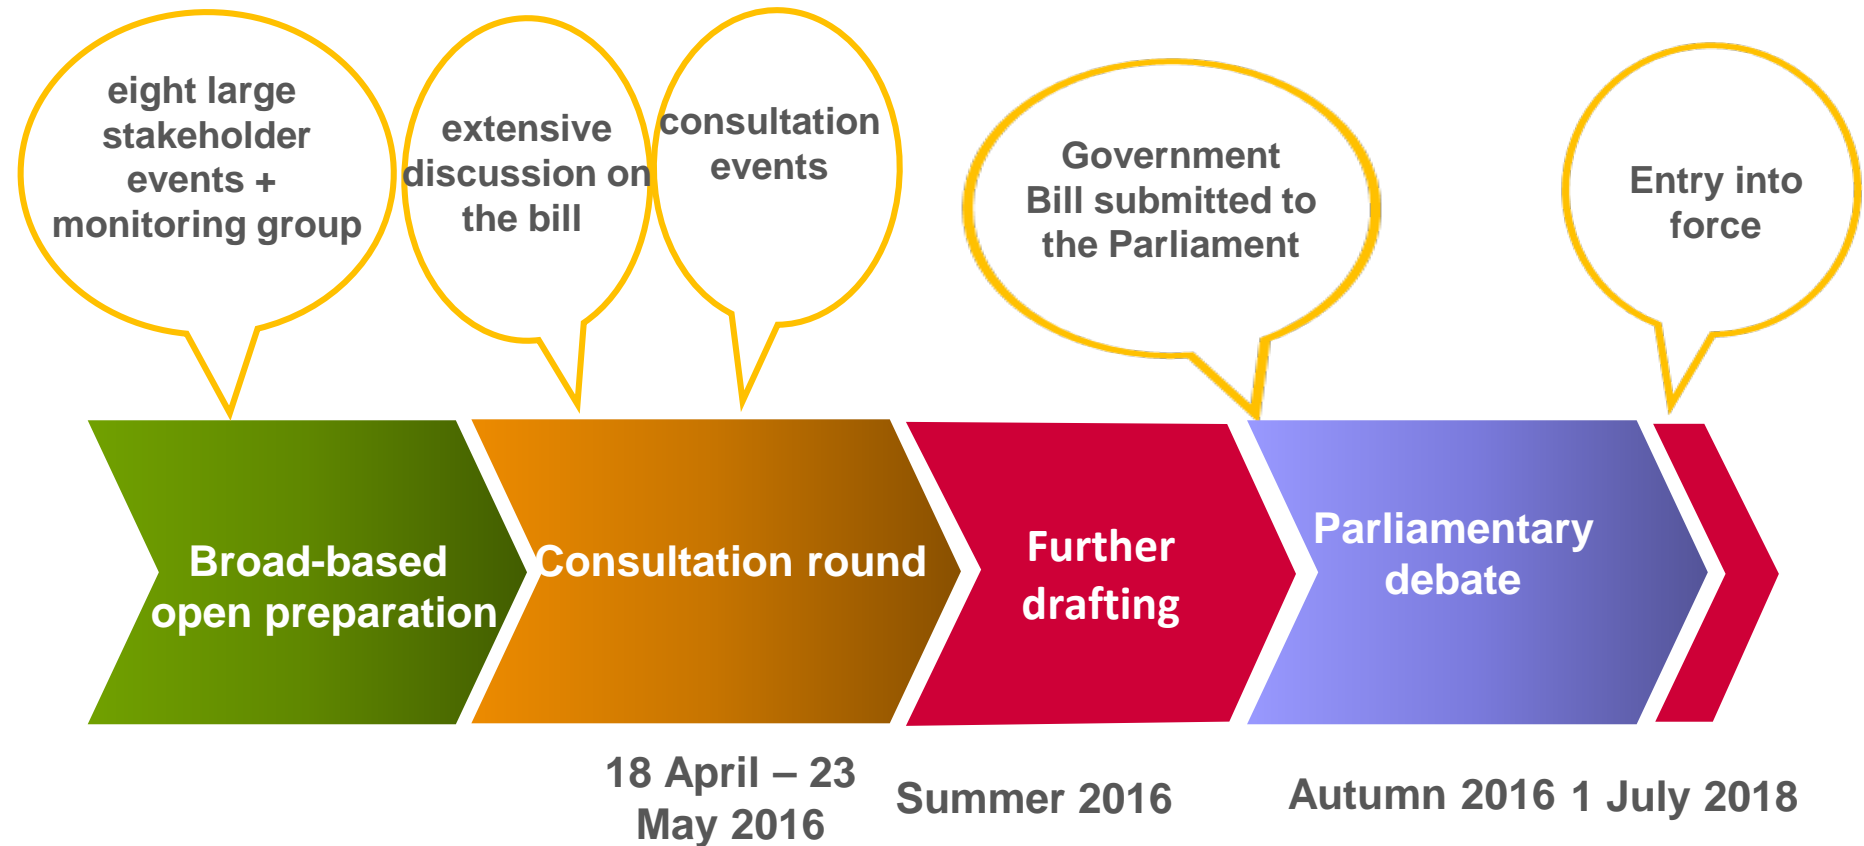 eight large
stakeholder
events +
monitoring group
extensive
discussion on
the bill
consultation
events
Government
Bill submitted to
the Parliament
Entry into
force
Broad-based
open preparation
Consultation round
Further
drafting
Parliamentary
debate
18 April – 23
May 2016
Summer 2016
Autumn 2016
1 July 2018